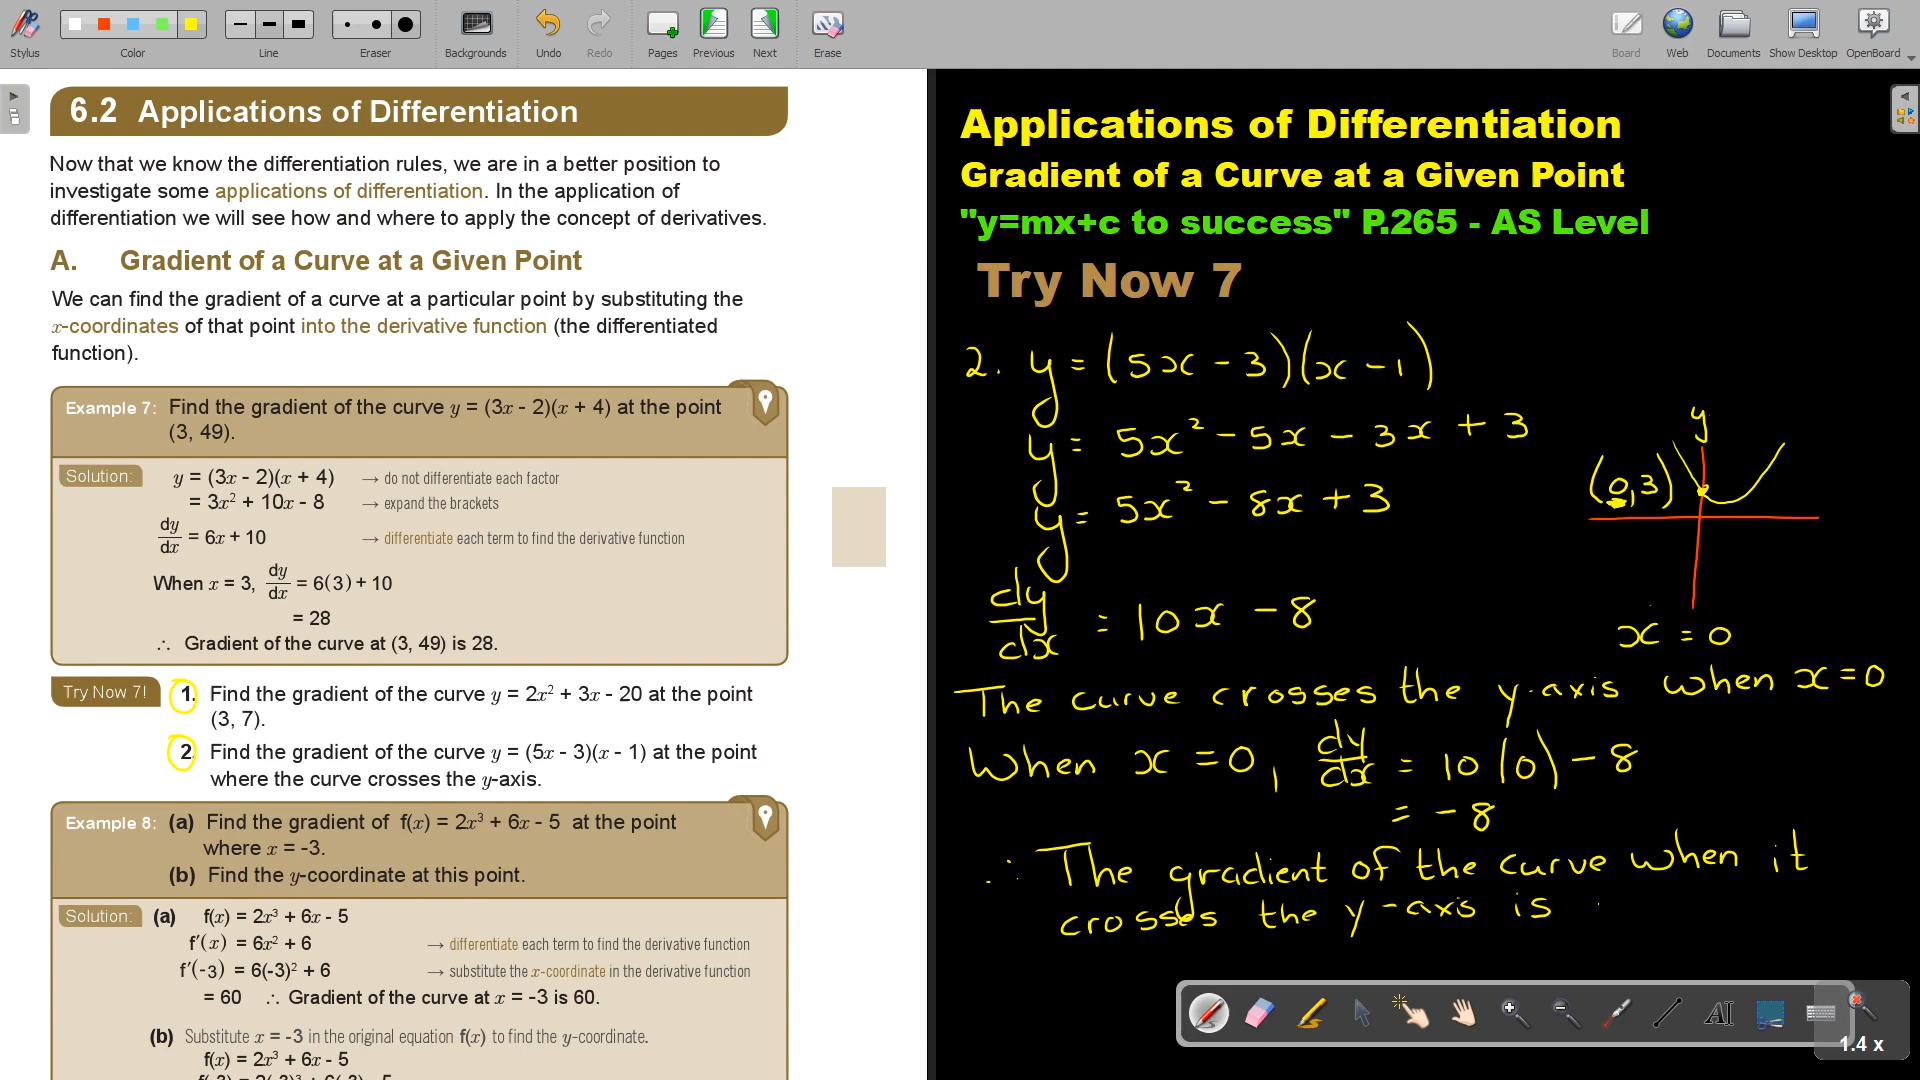 Stylus
Color
Line
Eraser
Backgrounds
Undo
Redo
Pages
Previous
Next
Erase
Board
Web
Documents
Show Desktop
OpenBoard
6.2 Applications of Differentiation
Now that we know the differentiation rules, we are in a better position to
investigate some applications of differentiation. In the application of
differentiation we will see how and where to apply the concept of derivatives.
A. Gradient of a Curve at a Given Point
We can find the gradient of a curve at a particular point by substituting the
x-coordinates of that point into the derivative function (the differentiated
function).
Example 7: Find the gradient of the curve y = (3x - 2)(x + 4) at the point
(3, 49).
Solution: y = (3x - 2)(x + 4) → do not differentiate each factor
= 3x² + 10x - 8 → expand the brackets
dy/dx = 6x + 10 → differentiate each term to find the derivative function
When x = 3, dy/dx = 6(3) + 10
= 28
∴ Gradient of the curve at (3, 49) is 28.
Try Now 7! 1. Find the gradient of the curve y = 2x² + 3x - 20 at the point
(3, 7).
2. Find the gradient of the curve y = (5x - 3)(x - 1) at the point
where the curve crosses the y-axis.
Example 8: (a) Find the gradient of f(x) = 2x³ + 6x - 5 at the point
where x = -3.
(b) Find the y-coordinate at this point.
Solution: (a) f(x) = 2x³ + 6x - 5
f′(x) = 6x² + 6 → differentiate each term to find the derivative function
f′(-3) = 6(-3)² + 6 → substitute the x-coordinate in the derivative function
= 60 ∴ Gradient of the curve at x = -3 is 60.
(b) Substitute x = -3 in the original equation f(x) to find the y-coordinate.
f(x) = 2x³ + 6x - 5
Applications of Differentiation
Gradient of a Curve at a Given Point
"y=mx+c to success" P.265 - AS Level
Try Now 7
2. y = (5x - 3)(x - 1)
y = 5x² - 5x - 3x + 3
y = 5x² - 8x + 3
dy/dx = 10x - 8
y
(0,3)
x = 0
The curve crosses the y-axis when x = 0
When x = 0, dy/dx = 10(0) - 8
= -8
∴ The gradient of the curve when it
crosses the y-axis is
1.4 x